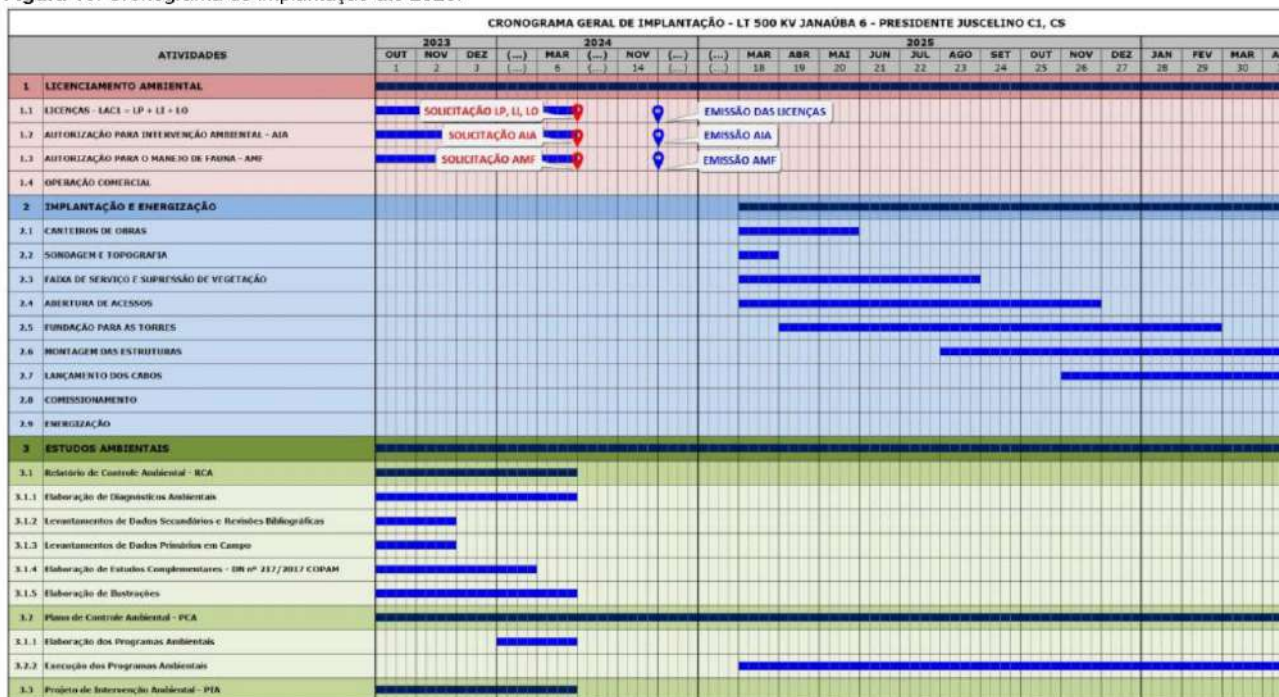 CRONOGRAMA GERAL DE IMPLANTAÇÃO - LT 500 KV JANAÚBA 6 - PRESIDENTE JUSCELINO C1, CS
ATIVIDADES
2023 2024 2025
OUT NOV DEZ (...) MAR (...) NOV (...) (...) MAR ABR MAI JUN JUL AGO SET OUT NOV DEZ JAN FEV MAR
1 2 3 (...) 6 (...) 14 (...) (...) 18 19 20 21 22 23 24 25 26 27 28 29 30
1 LICENCIAMENTO AMBIENTAL
1.1 LICENÇAS - LAC1 = LP + LI + LO SOLICITAÇÃO LP, LI, LO EMISSÃO DAS LICENÇAS
1.2 AUTORIZAÇÃO PARA INTERVENÇÃO AMBIENTAL - AIA SOLICITAÇÃO AIA EMISSÃO AIA
1.3 AUTORIZAÇÃO PARA O MANEJO DE FAUNA - AMF SOLICITAÇÃO AMF EMISSÃO AMF
1.4 OPERAÇÃO COMERCIAL
2 IMPLANTAÇÃO E ENERGIZAÇÃO
2.1 CANTEIROS DE OBRAS
2.2 SONDAGEM E TOPOGRAFIA
2.3 FAIXA DE SERVIÇO E SUPRESSÃO DE VEGETAÇÃO
2.4 ABERTURA DE ACESSOS
2.5 FUNDAÇÃO PARA AS TORRES
2.6 MONTAGEM DAS ESTRUTURAS
2.7 LANÇAMENTO DOS CABOS
2.8 COMISSIONAMENTO
2.9 ENERGIZAÇÃO
3 ESTUDOS AMBIENTAIS
3.1 Relatório de Controle Ambiental - RCA
3.1.1 Elaboração de Diagnósticos Ambientais
3.1.2 Levantamentos de Dados Secundários e Revisões Bibliográficas
3.1.3 Levantamentos de Dados Primários em Campo
3.1.4 Elaboração de Estudos Complementares - DN nº 217/2017 COPAM
3.1.5 Elaboração de Ilustrações
3.2 Plano de Controle Ambiental - PCA
3.1.1 Elaboração dos Programas Ambientais
3.2.2 Execução dos Programas Ambientais
3.3 Projeto de Intervenção Ambiental - PIA